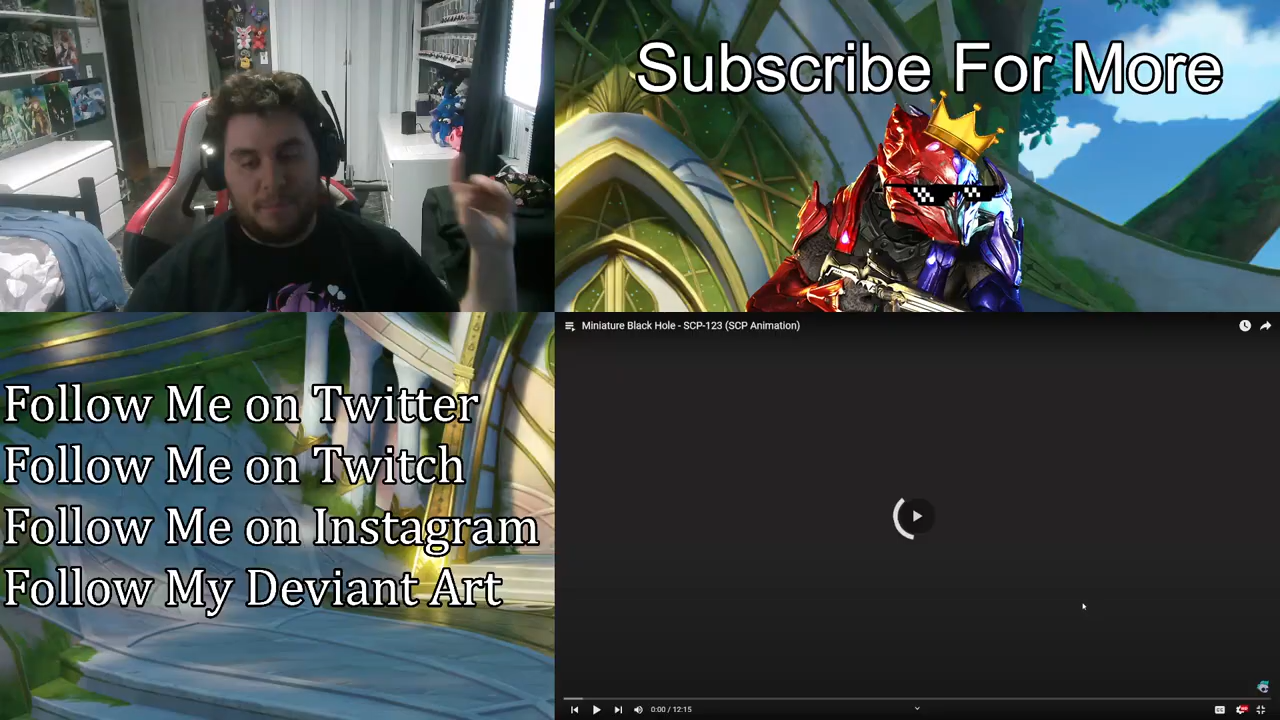 Subscribe For More
Miniature Black Hole - SCP-123 (SCP Animation)
Follow Me on Twitter
Follow Me on Twitch
Follow Me on Instagram
Follow My Deviant Art
0:00 / 12:15